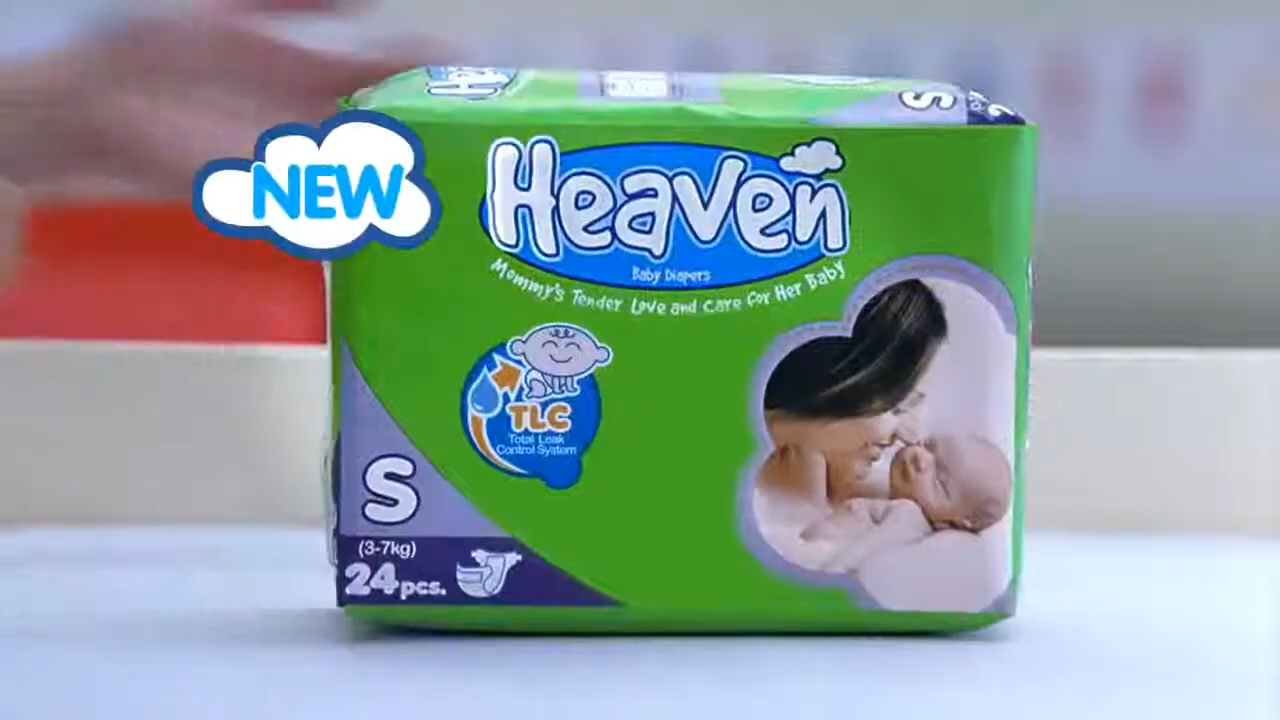 S
NEW
Heaven
Baby Diapers
Mommy's Tender Love and Care for Her Baby
TLC
Total Leak
Control System
S
(3-7kg)
24pcs.